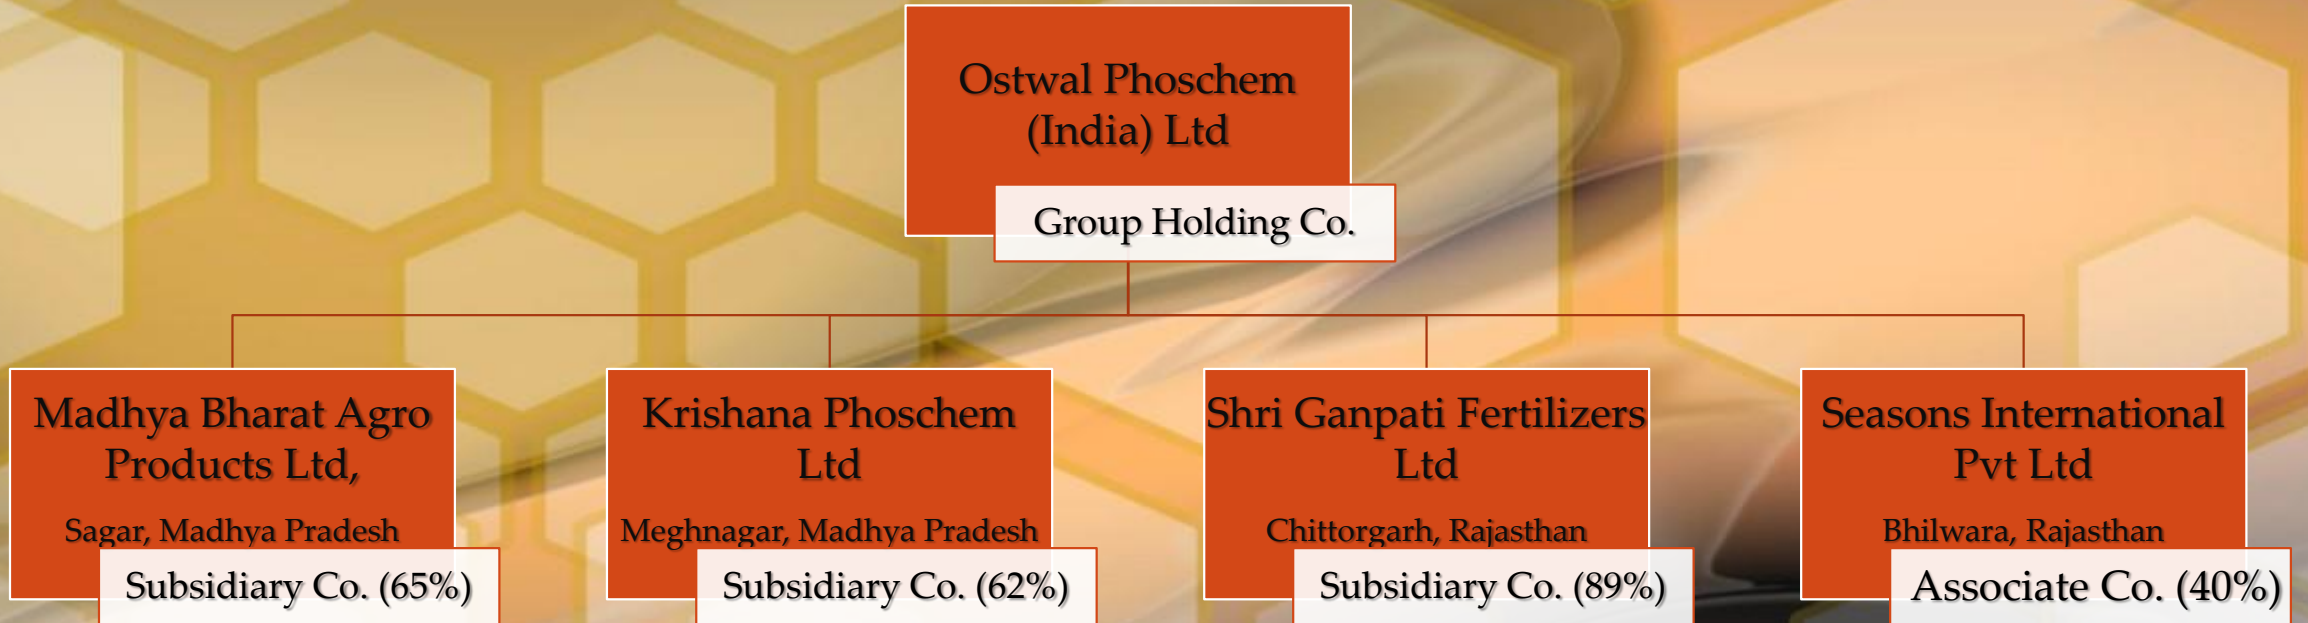 Ostwal Phoschem
(India) Ltd
Group Holding Co.
Madhya Bharat Agro
Products Ltd,
Sagar, Madhya Pradesh
Subsidiary Co. (65%)
Krishana Phoschem
Ltd
Meghnagar, Madhya Pradesh
Subsidiary Co. (62%)
Shri Ganpati Fertilizers
Ltd
Chittorgarh, Rajasthan
Subsidiary Co. (89%)
Seasons International
Pvt Ltd
Bhilwara, Rajasthan
Associate Co. (40%)